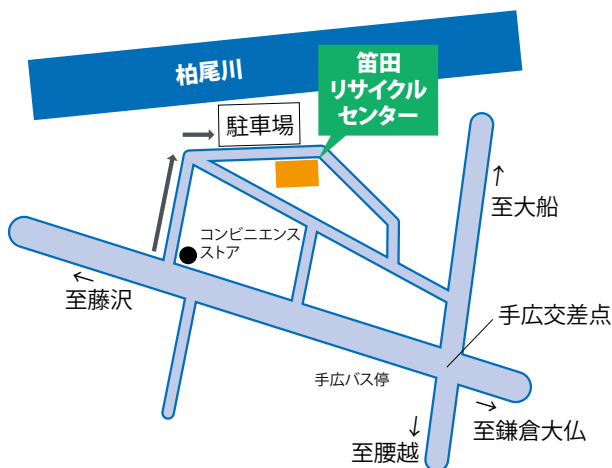 柏尾川
笛田
リサイクル
センター
駐車場
至大船
コンビニエンス
ストア
至藤沢
手広交差点
手広バス停
至鎌倉大仏
至腰越